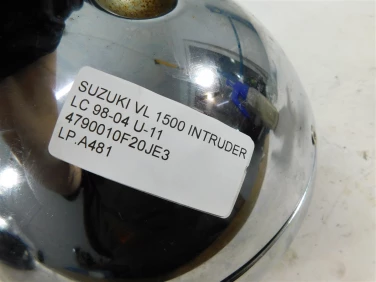 SUZUKI VL 1500 INTRUDER
LC 98-04 U-11
4790010F20JE3
LP.A481